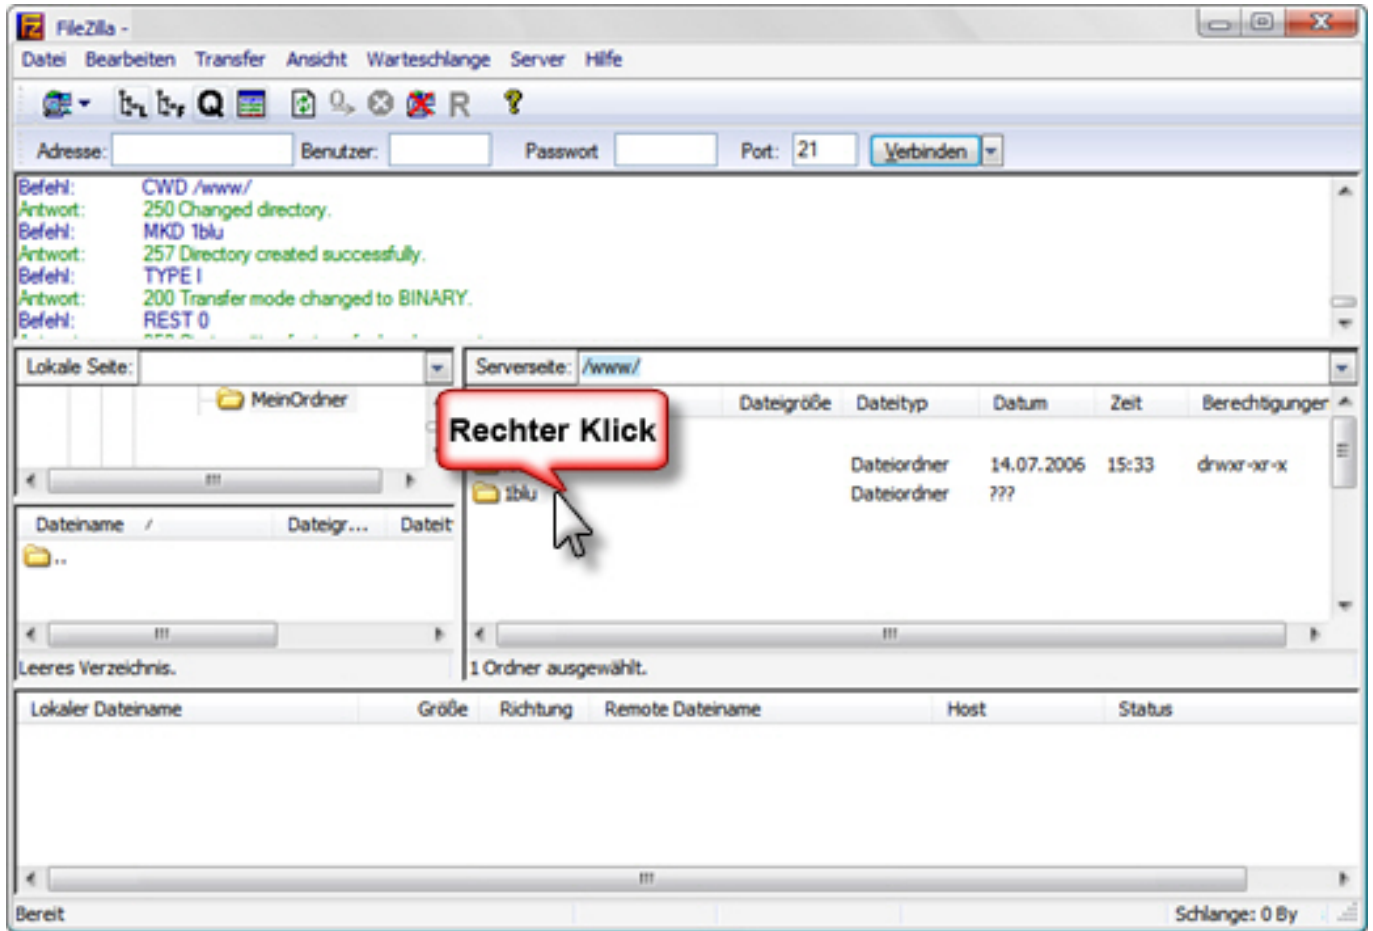 FileZilla -
Datei Bearbeiten Transfer Ansicht Warteschlange Server Hilfe
Q R ?
Adresse: Benutzer: Passwort Port: 21 Verbinden
Befehl: CWD /www/
Antwort: 250 Changed directory.
Befehl: MKD 1blu
Antwort: 257 Directory created successfully.
Befehl: TYPE I
Antwort: 200 Transfer mode changed to BINARY.
Befehl: REST 0
Lokale Seite: Serverseite: /www/
MeinOrdner
Dateigröße Dateityp Datum Zeit Berechtigungen
Rechter Klick
Dateiordner 14.07.2006 15:33 drwxr-xr-x
1blu Dateiordner ???
Dateiname / Dateigr... Dateit
..
Leeres Verzeichnis. 1 Ordner ausgewählt.
Lokaler Dateiname Größe Richtung Remote Dateiname Host Status
Bereit Schlange: 0 By